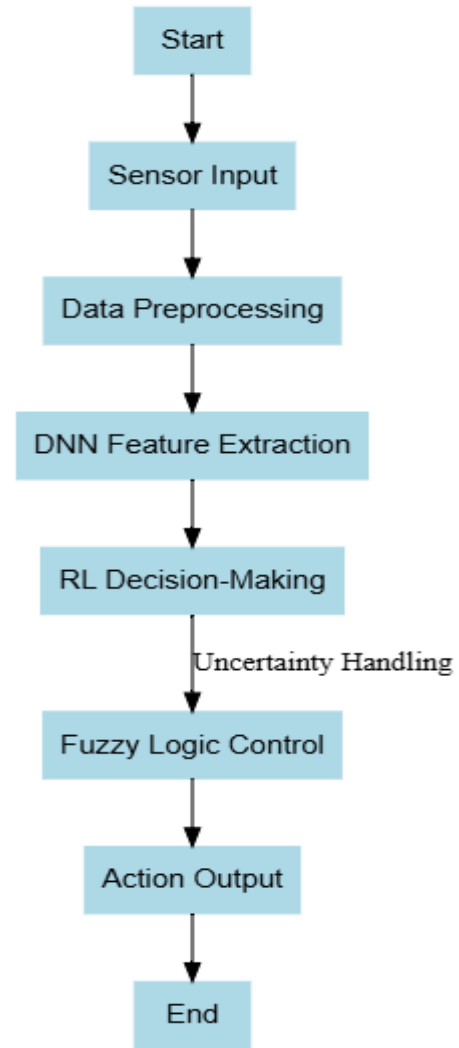 Start
Sensor Input
Data Preprocessing
DNN Feature Extraction
RL Decision-Making
Uncertainty Handling
Fuzzy Logic Control
Action Output
End